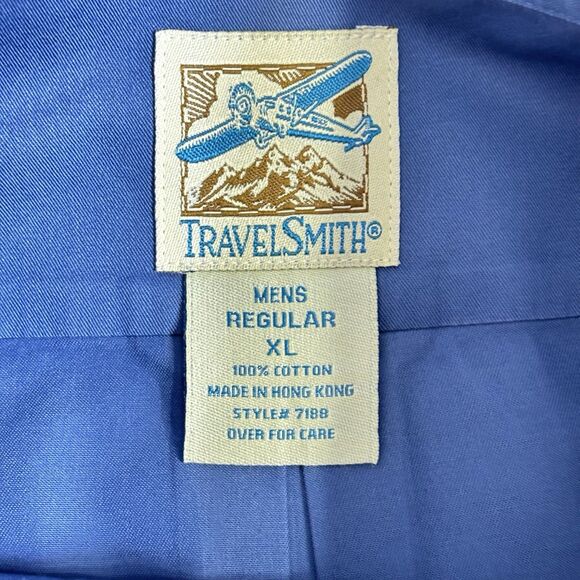 TRAVELSMITH®
MENS
REGULAR
XL
100% COTTON
MADE IN HONG KONG
STYLE# 7188
OVER FOR CARE